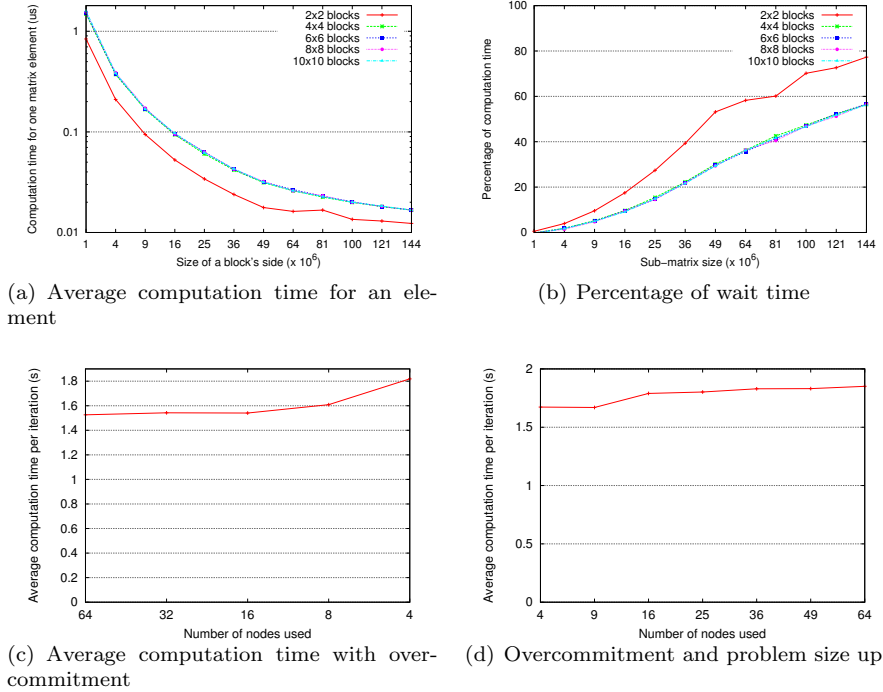 Computation time for one matrix element (us)
1
0.1
0.01
2x2 blocks
4x4 blocks
6x6 blocks
8x8 blocks
10x10 blocks
1 4 9 16 25 36 49 64 81 100 121 144
Size of a block's side (x 10^6)
(a) Average computation time for an ele-
ment
Percentage of computation time
100
80
60
40
20
0
2x2 blocks
4x4 blocks
6x6 blocks
8x8 blocks
10x10 blocks
1 4 9 16 25 36 49 64 81 100 121 144
Sub-matrix size (x 10^6)
(b) Percentage of wait time
Average computation time per iteration (s)
1.8
1.6
1.4
1.2
1
0.8
0.6
0.4
0.2
0
64 32 16 8 4
Number of nodes used
(c) Average computation time with over-
commitment
Average computation time per iteration (s)
2
1.5
1
0.5
0
4 9 16 25 36 49 64
Number of nodes used
(d) Overcommitment and problem size up